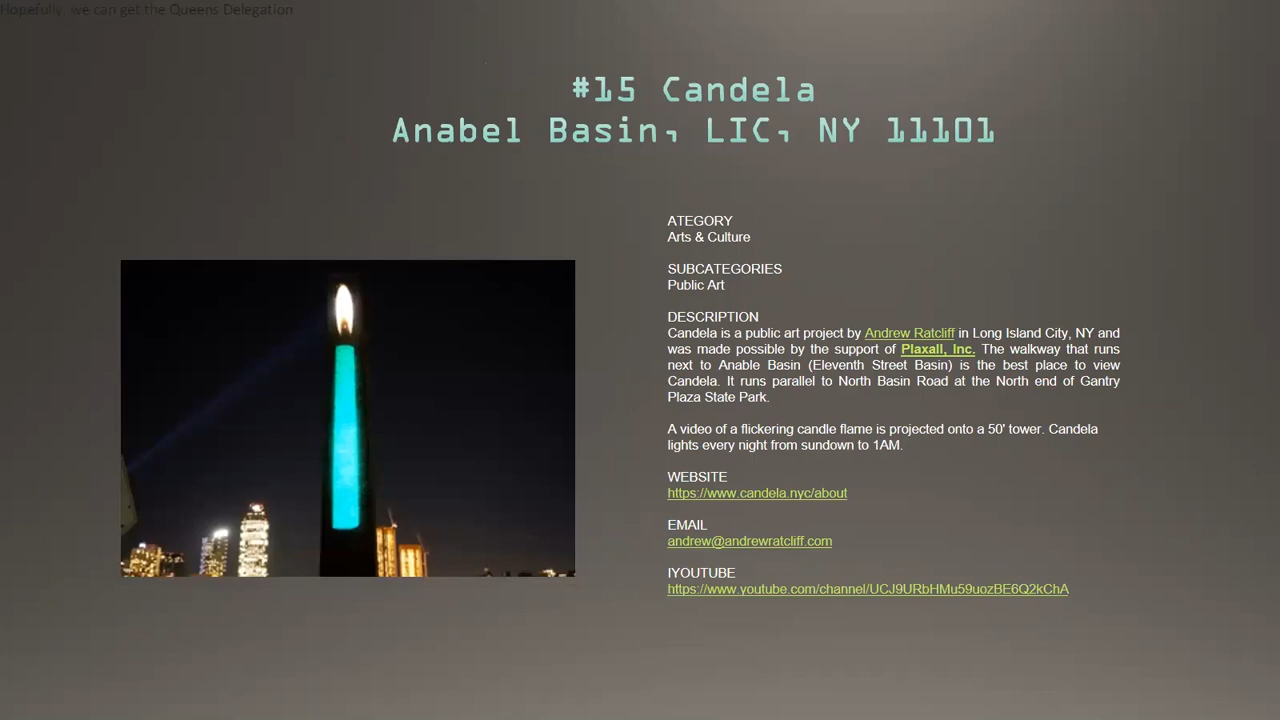 Hopefully, we can get the Queens Delegation
#15 Candela
Anabel Basin, LIC, NY 11101
ATEGORY
Arts & Culture
SUBCATEGORIES
Public Art
DESCRIPTION
Candela is a public art project by Andrew Ratcliff in Long Island City, NY and
was made possible by the support of Plaxall, Inc. The walkway that runs
next to Anable Basin (Eleventh Street Basin) is the best place to view
Candela. It runs parallel to North Basin Road at the North end of Gantry
Plaza State Park.
A video of a flickering candle flame is projected onto a 50' tower. Candela
lights every night from sundown to 1AM.
WEBSITE
https://www.candela.nyc/about
EMAIL
andrew@andrewratcliff.com
IYOUTUBE
https://www.youtube.com/channel/UCJ9URbHMu59uozBE6Q2kChA